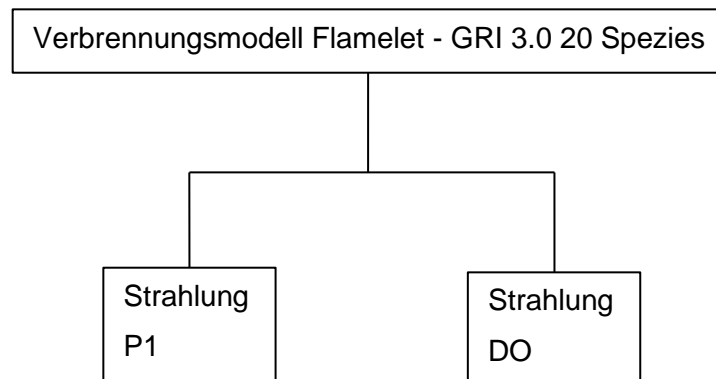 Verbrennungsmodell Flamelet - GRI 3.0 20 Spezies
Strahlung
P1
Strahlung
DO